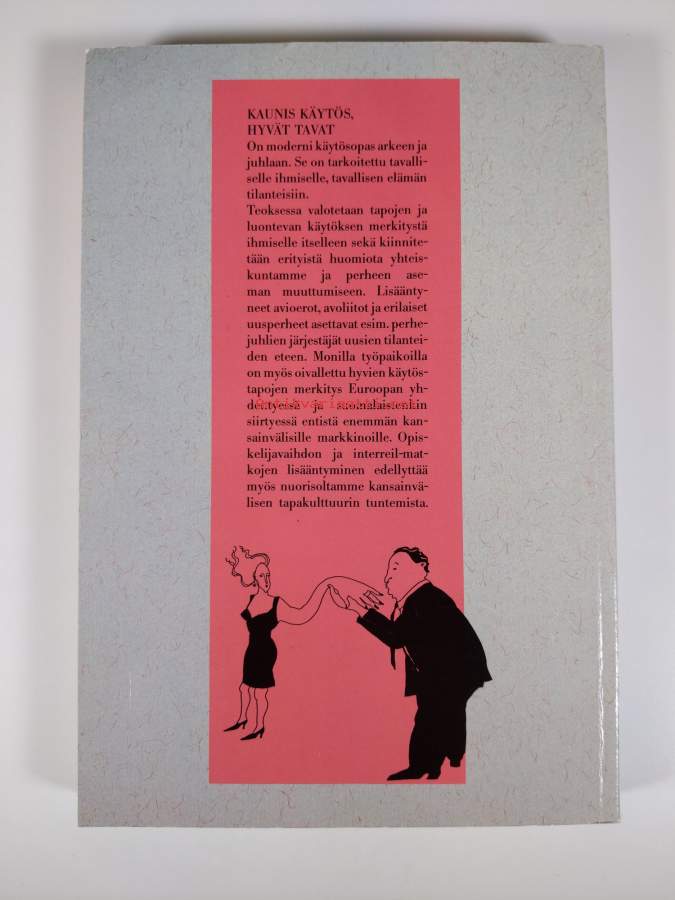 KAUNIS KÄYTÖS,
HYVÄT TAVAT
On moderni käytösopas arkeen ja
juhlaan. Se on tarkoitettu tavalli-
selle ihmiselle, tavallisen elämän
tilanteisiin.
Teoksessa valotetaan tapojen ja
luontevan käytöksen merkitystä
ihmiselle itselleen sekä kiinnite-
tään erityistä huomiota yhteis-
kuntamme ja perheen ase-
man muuttumiseen. Lisäänty-
neet avioerot, avoliitot ja erilaiset
uusperheet asettavat esim. perhe-
juhlien järjestäjät uusien tilantei-
den eteen. Monilla työpaikoilla
on myös oivallettu hyvien käytös-
tapojen merkitys Euroopan yh-
dentyessä ja suomalaistenkin
siirtyessä entistä enemmän kan-
sainvälisille markkinoille. Opis-
kelijavaihdon ja interreil-mat-
kojen lisääntyminen edellyttää
myös nuorisoltamme kansainvä-
lisen tapakulttuurin tuntemista.